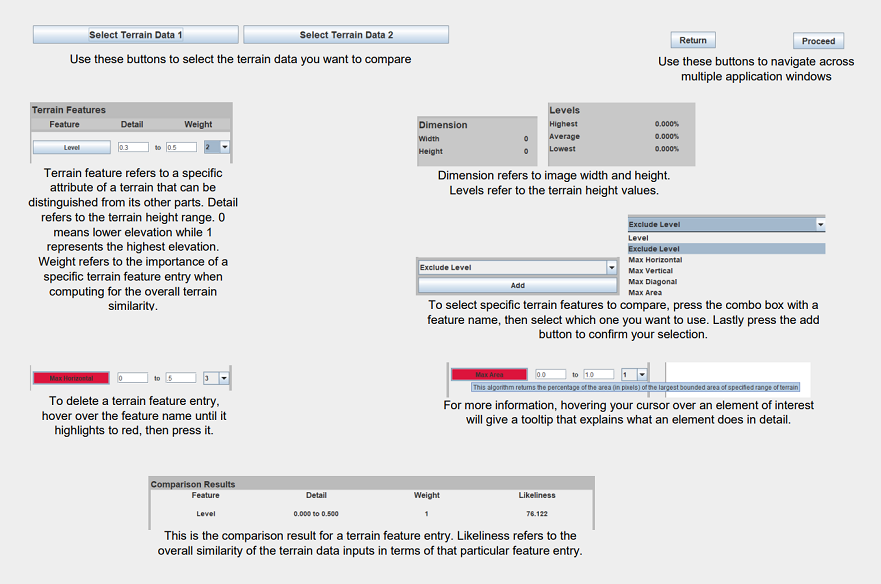 Select Terrain Data 1
Select Terrain Data 2
Use these buttons to select the terrain data you want to compare
Return
Proceed
Use these buttons to navigate across
multiple application windows
Terrain Features
Feature Detail Weight
Level 0.3 to 0.5 2
Terrain feature refers to a specific
attribute of a terrain that can be
distinguished from its other parts. Detail
refers to the terrain height range. 0
means lower elevation while 1
represents the highest elevation.
Weight refers to the importance of a
specific terrain feature entry when
computing for the overall terrain
similarity.
Dimension
Width 0
Height 0
Levels
Highest 0.000%
Average 0.000%
Lowest 0.000%
Dimension refers to image width and height.
Levels refer to the terrain height values.
Exclude Level
Add
Exclude Level
Level
Exclude Level
Max Horizontal
Max Vertical
Max Diagonal
Max Area
To select specific terrain features to compare, press the combo box with a
feature name, then select which one you want to use. Lastly press the add
button to confirm your selection.
Max Horizontal 0 to .5 3
To delete a terrain feature entry,
hover over the feature name until it
highlights to red, then press it.
Max Area 0.0 to 1.0 1
This algorithm returns the percentage of the area (in pixels) of the largest bounded area of specified range of terrain
For more information, hovering your cursor over an element of interest
will give a tooltip that explains what an element does in detail.
Comparison Results
Feature Detail Weight Likeliness
Level 0.000 to 0.500 1 76.122
This is the comparison result for a terrain feature entry. Likeliness refers to the
overall similarity of the terrain data inputs in terms of that particular feature entry.